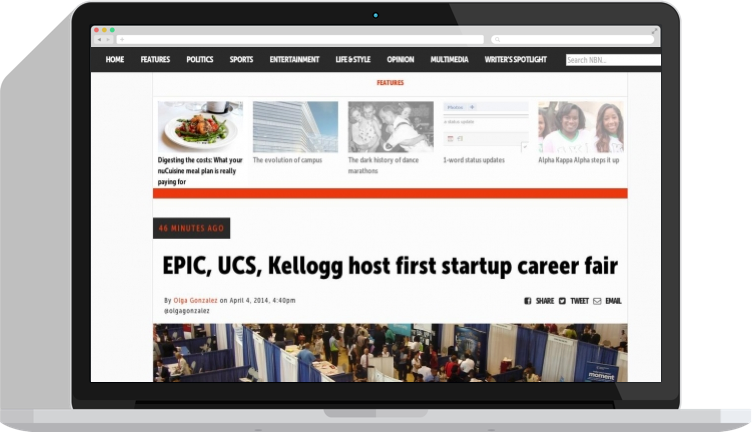 HOME FEATURES POLITICS SPORTS ENTERTAINMENT LIFE & STYLE OPINION MULTIMEDIA WRITER'S SPOTLIGHT Search NBN...
FEATURES
Digesting the costs: What your
nuCuisine meal plan is really
paying for
The evolution of campus
The dark history of dance
marathons
1-word status updates
Alpha Kappa Alpha steps it up
46 MINUTES AGO
EPIC, UCS, Kellogg host first startup career fair
By Olga Gonzalez on April 4, 2014, 4:40pm
@olgagonzalez
SHARE TWEET EMAIL
moment